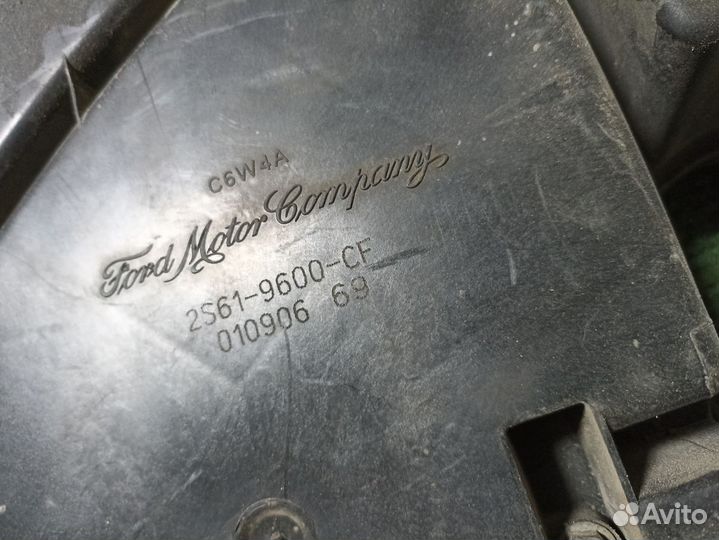 C6W4A
Ford Motor Company
2S61-9600-CF
010906 69
Avito